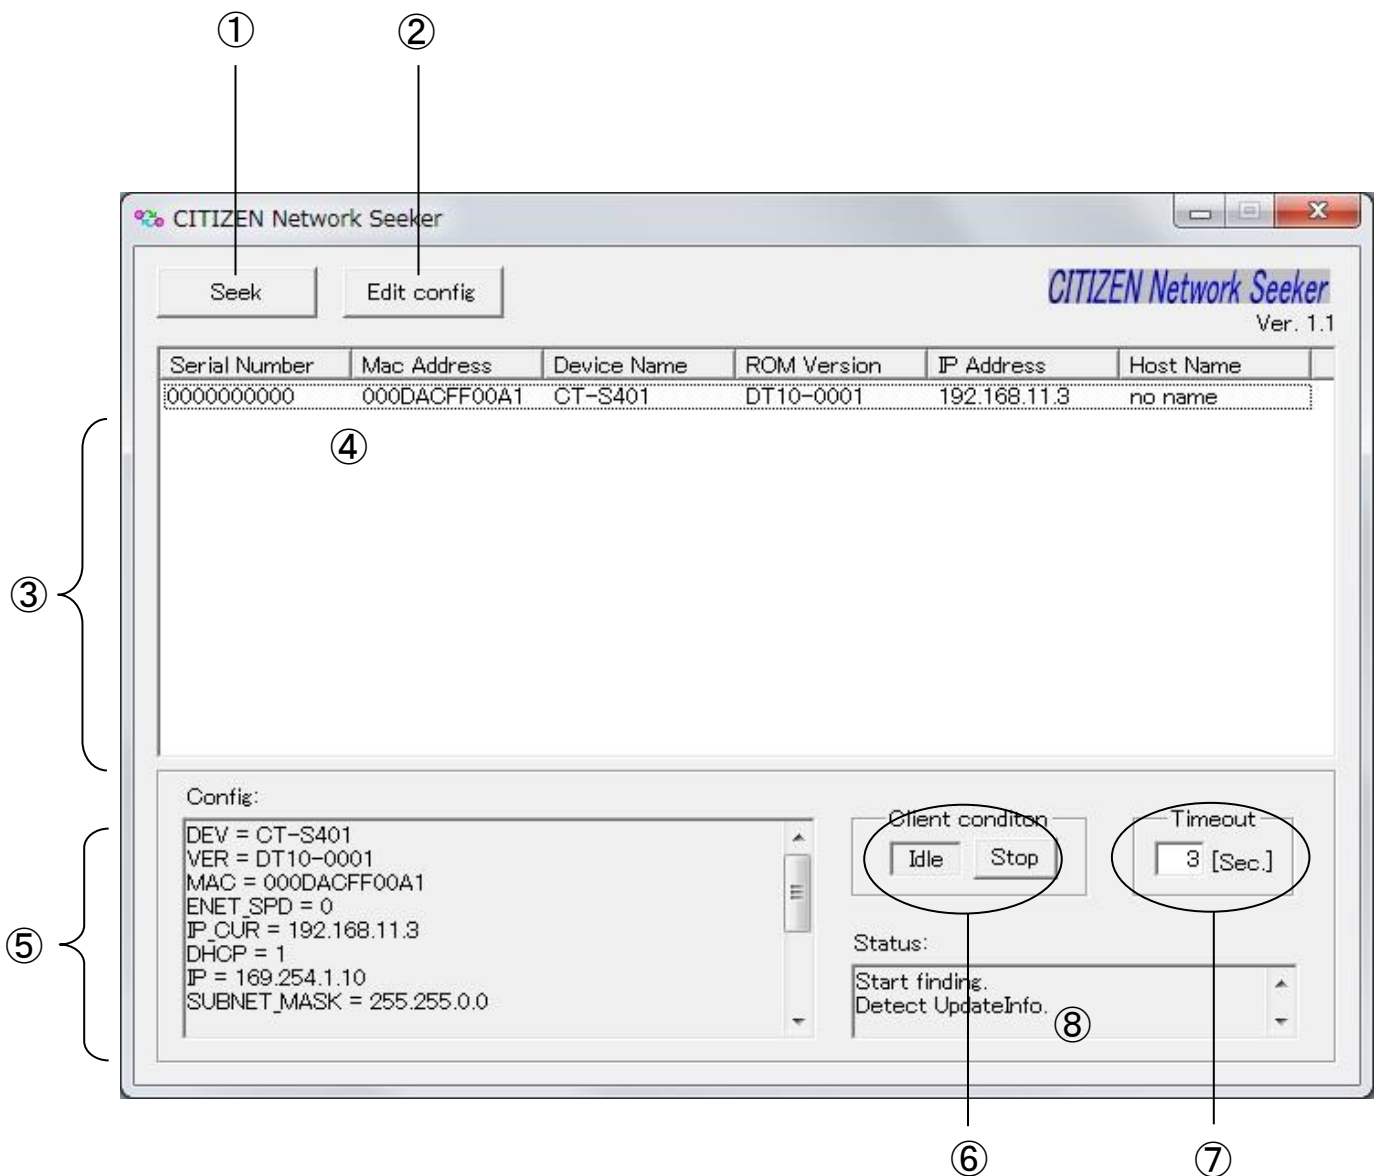 ① ②
CITIZEN Network Seeker
Seek Edit config CITIZEN Network Seeker
Ver. 1.1
Serial Number Mac Address Device Name ROM Version IP Address Host Name
0000000000 000DACFF00A1 CT-S401 DT10-0001 192.168.11.3 no name
④
③
Config:
DEV = CT-S401
VER = DT10-0001
MAC = 000DACFF00A1
ENET_SPD = 0
IP_CUR = 192.168.11.3
DHCP = 1
IP = 169.254.1.10
SUBNET_MASK = 255.255.0.0
⑤
Client conditon
Idle Stop
Timeout
3 [Sec.]
Status:
Start finding.
Detect UpdateInfo.
⑧
⑥ ⑦